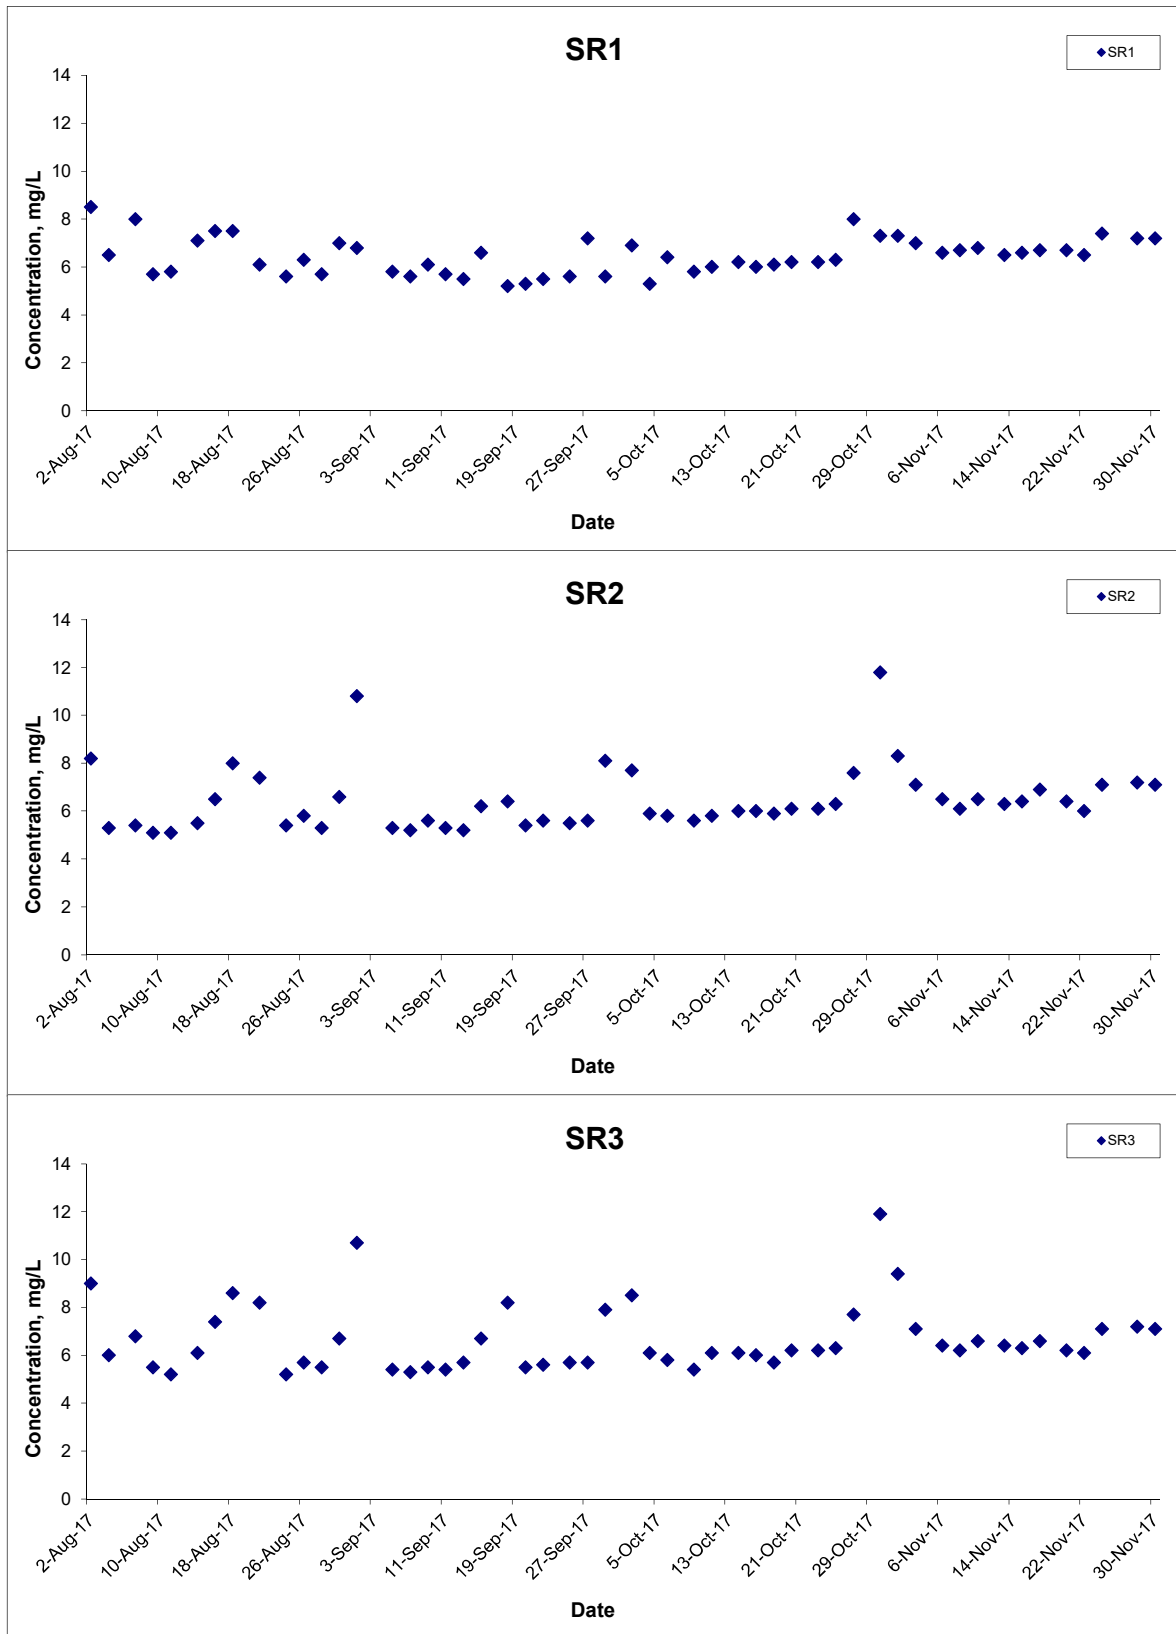 SR1
SR1
14
12
10
8
6
4
2
0
Concentration, mg/L
2-Aug-17
10-Aug-17
18-Aug-17
26-Aug-17
3-Sep-17
11-Sep-17
19-Sep-17
27-Sep-17
5-Oct-17
13-Oct-17
21-Oct-17
29-Oct-17
6-Nov-17
14-Nov-17
22-Nov-17
30-Nov-17
Date
SR2
SR2
14
12
10
8
6
4
2
0
Concentration, mg/L
2-Aug-17
10-Aug-17
18-Aug-17
26-Aug-17
3-Sep-17
11-Sep-17
19-Sep-17
27-Sep-17
5-Oct-17
13-Oct-17
21-Oct-17
29-Oct-17
6-Nov-17
14-Nov-17
22-Nov-17
30-Nov-17
Date
SR3
SR3
14
12
10
8
6
4
2
0
Concentration, mg/L
2-Aug-17
10-Aug-17
18-Aug-17
26-Aug-17
3-Sep-17
11-Sep-17
19-Sep-17
27-Sep-17
5-Oct-17
13-Oct-17
21-Oct-17
29-Oct-17
6-Nov-17
14-Nov-17
22-Nov-17
30-Nov-17
Date